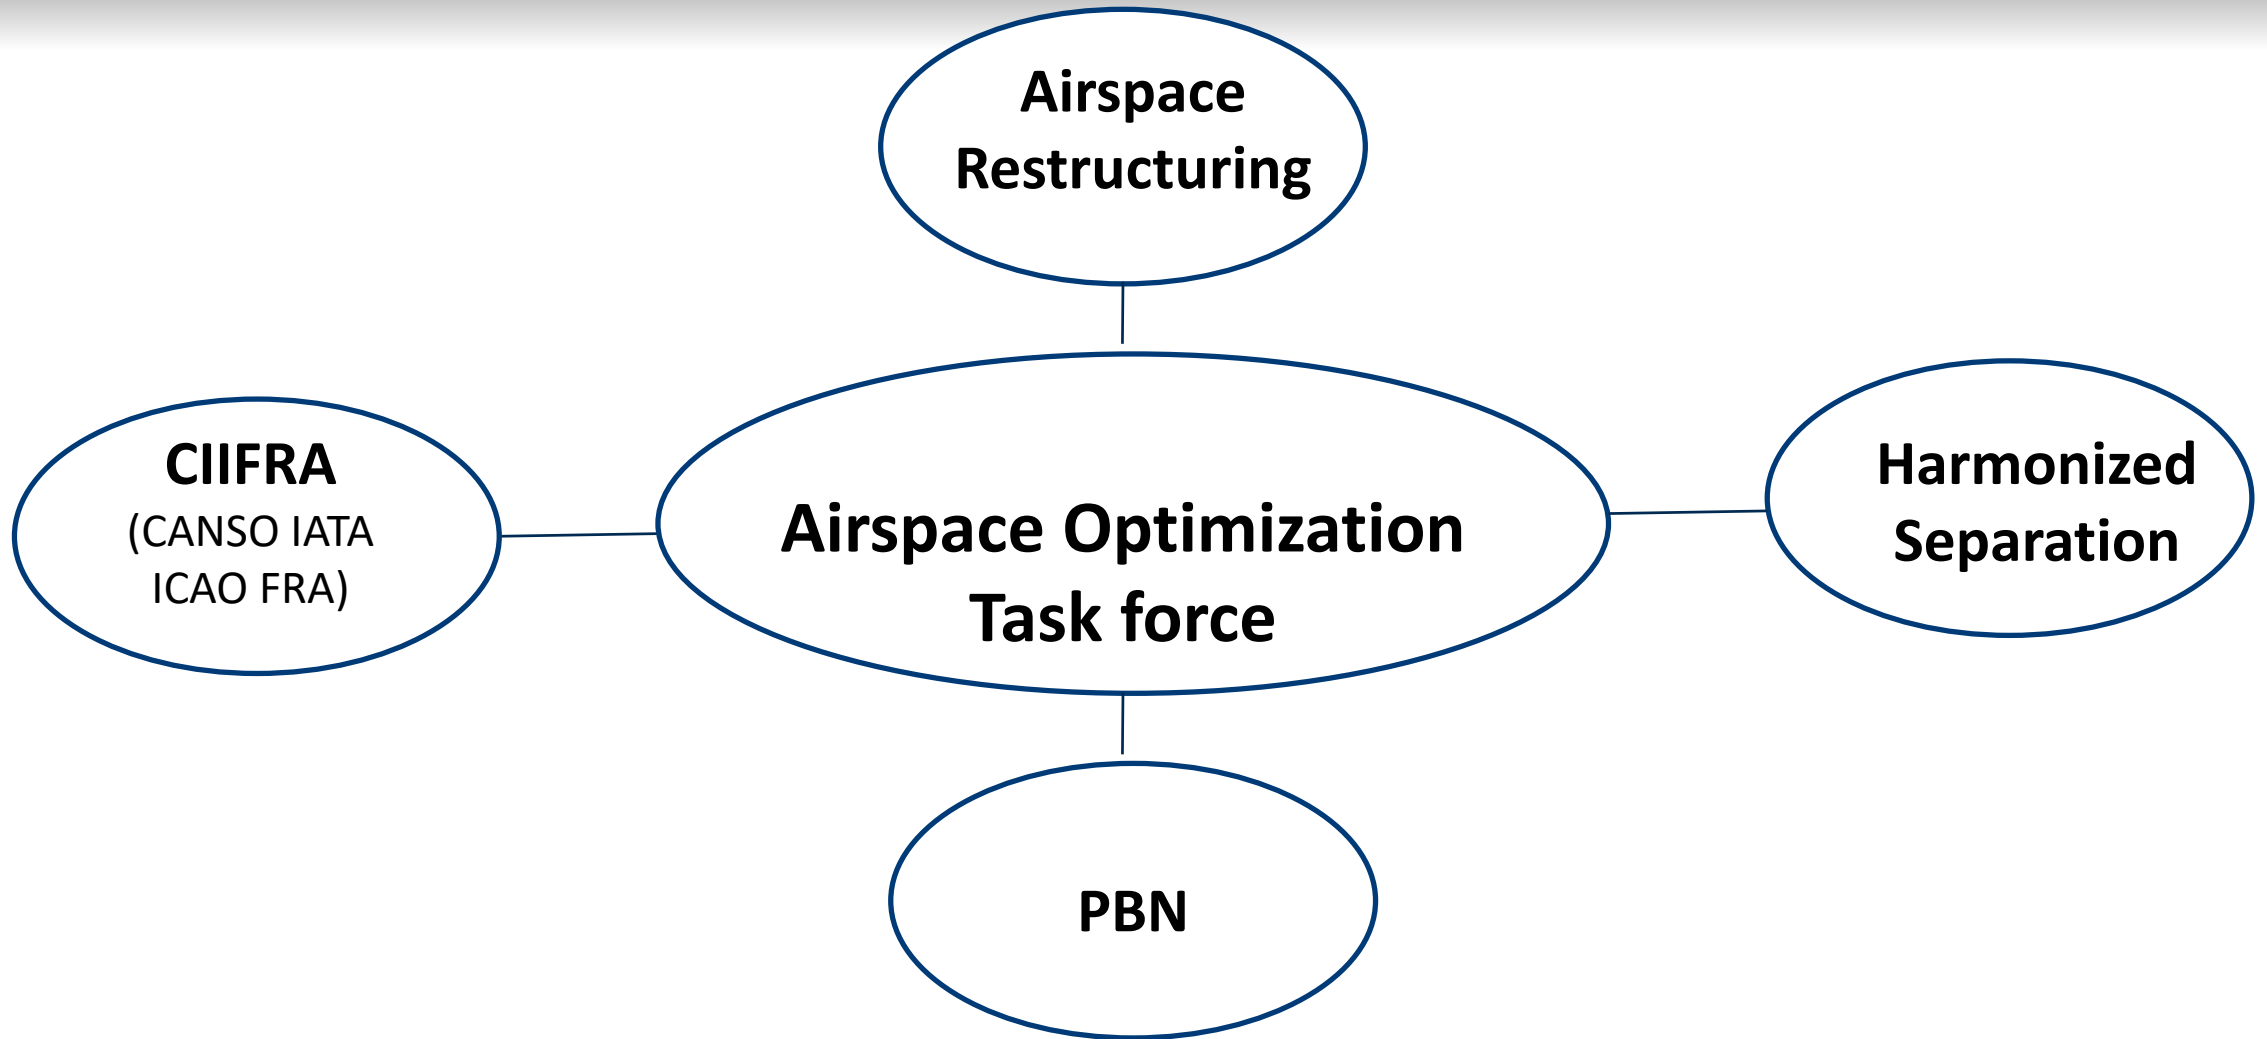 Airspace
Restructuring
CIIFRA
(CANSO IATA
ICAO FRA)
Airspace Optimization
Task force
Harmonized
Separation
PBN